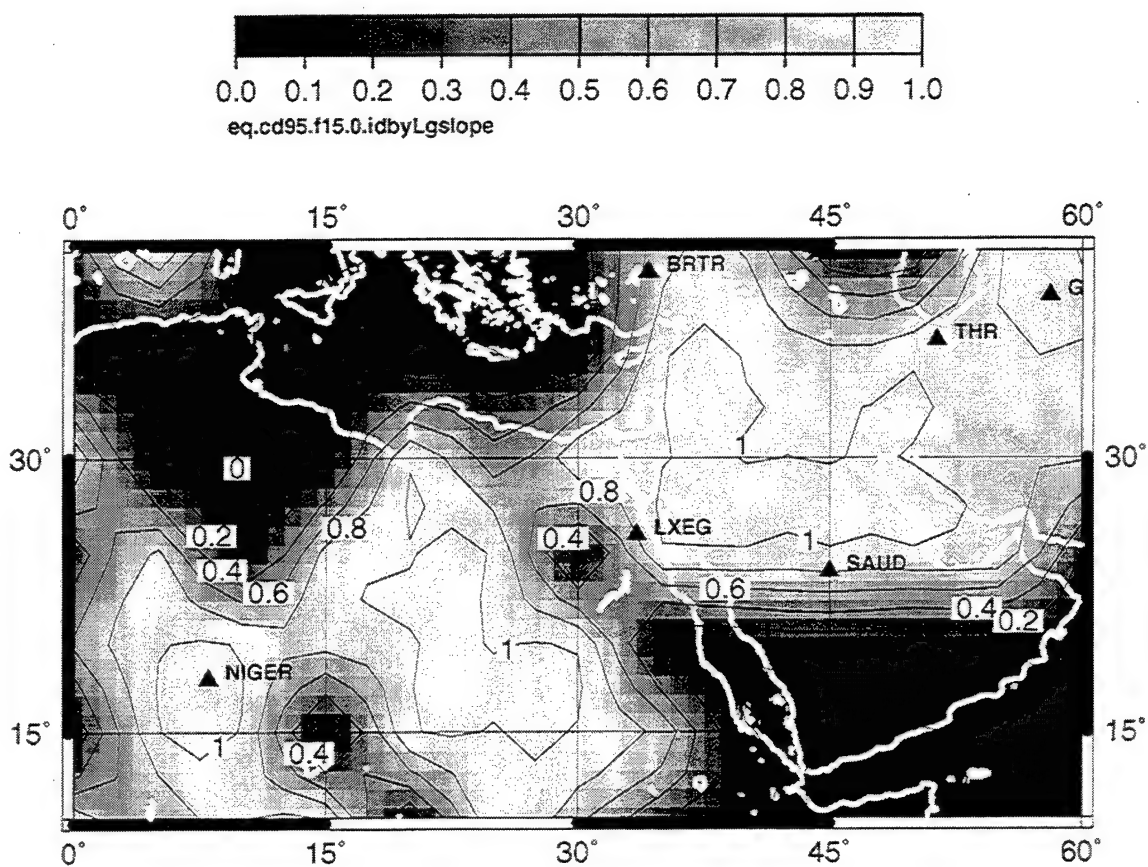 0.0 0.1 0.2 0.3 0.4 0.5 0.6 0.7 0.8 0.9 1.0
eq.cd95.f15.0.idbyLgslope
0° 15° 30° 45° 60°
BRTR
G
THR
1
30° 0 30°
0.8
0.2 0.8 0.4 LXEG 1
0.4 SAUD
0.6 0.6 0.4
0.2
NIGER 1
15° 15°
1 0.4
0° 15° 30° 45° 60°